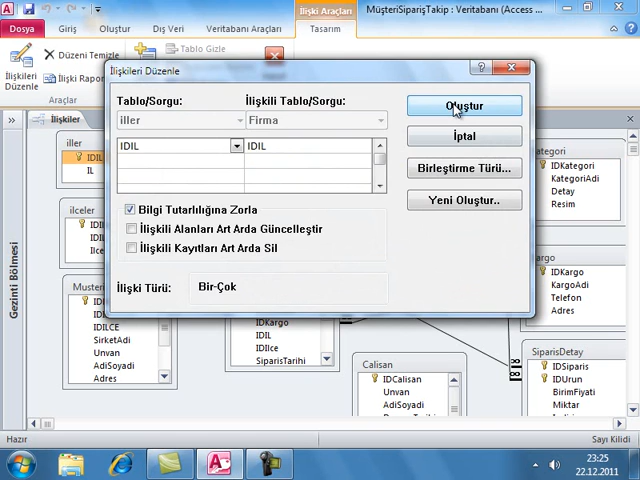 İlişki Araçları
MüşteriSiparişTakip : Veritabanı (Access ..
Dosya
Giriş
Oluştur
Dış Veri
Veritabanı Araçları
Tasarım
İlişkileri
Düzenle
Düzeni Temizle
İlişki Rapor
Tablo Gizle
Araçlar
İlişkileri Düzenle
Tablo/Sorgu:
İlişkili Tablo/Sorgu:
iller
Firma
IDIL
IDIL
Bilgi Tutarlılığına Zorla
İlişkili Alanları Art Arda Güncelleştir
İlişkili Kayıtları Art Arda Sil
İlişki Türü:
Bir-Çok
Oluştur
İptal
Birleştirme Türü...
Yeni Oluştur..
İlişkiler
Gezinti Bölmesi
iller
IDIL
IL
ilceler
IDILCE
SirketAdi
Unvan
AdiSoyadi
Adres
IDKargo
IDIL
IDIlce
SiparisTarihi
Calisan
IDCalisan
Unvan
AdiSoyadi
IDKategori
KategoriAdi
Detay
Resim
IDKargo
KargoAdi
Telefon
Adres
SiparisDetay
IDSiparis
IDUrun
BirimFiyati
Miktar
Hazır
Sayı Kilidi
23:25
22.12.2011